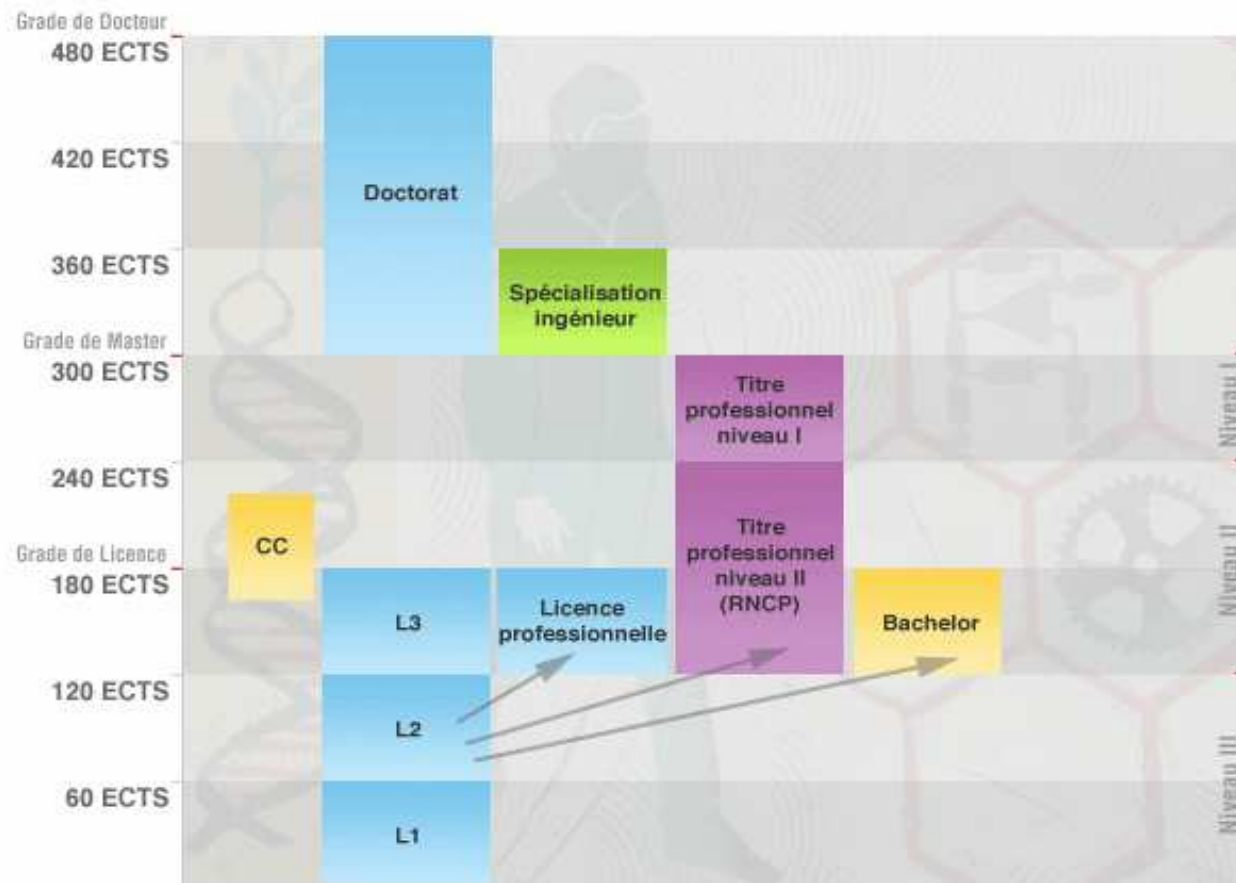 Grade de Docteur
480 ECTS
420 ECTS
Doctorat
360 ECTS
Spécialisation
ingénieur
Grade de Master
300 ECTS
Titre
professionnel
niveau I
Niveau I
240 ECTS
CC
Titre
professionnel
niveau II
(RNCP)
Niveau II
Grade de Licence
180 ECTS
L3
Licence
professionnelle
Bachelor
120 ECTS
L2
Niveau III
60 ECTS
L1